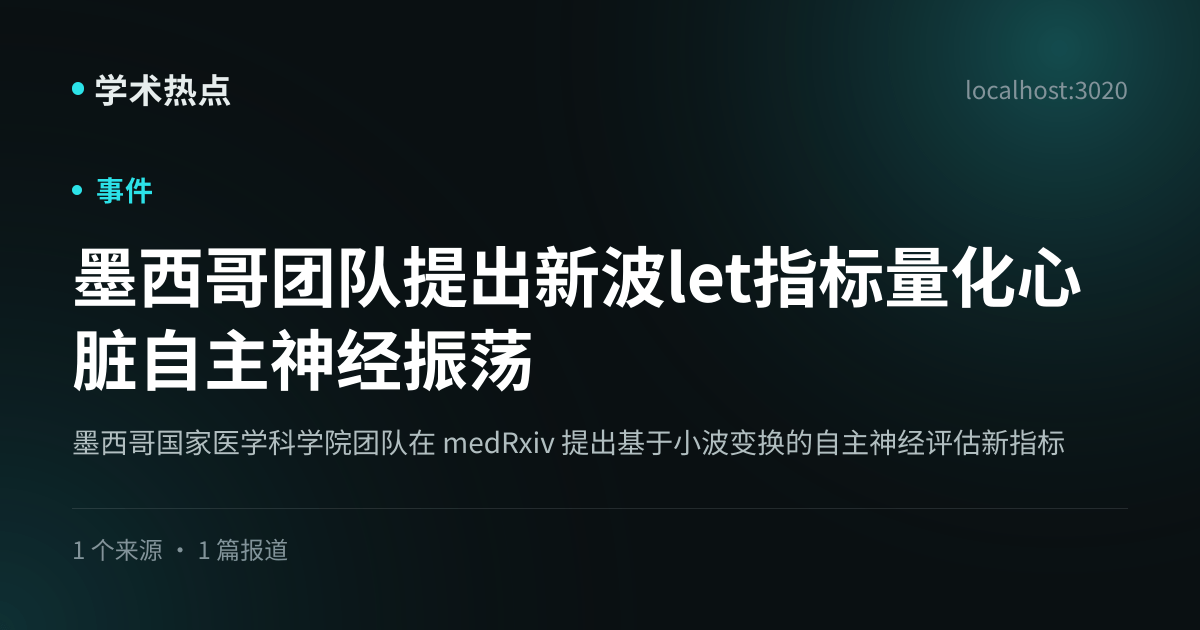 学术热点
localhost:3020
事件
墨西哥团队提出新波let指标量化心
脏自主神经振荡
墨西哥国家医学科学院团队在 medRxiv 提出基于小波变换的自主神经评估新指标
1 个来源 · 1 篇报道